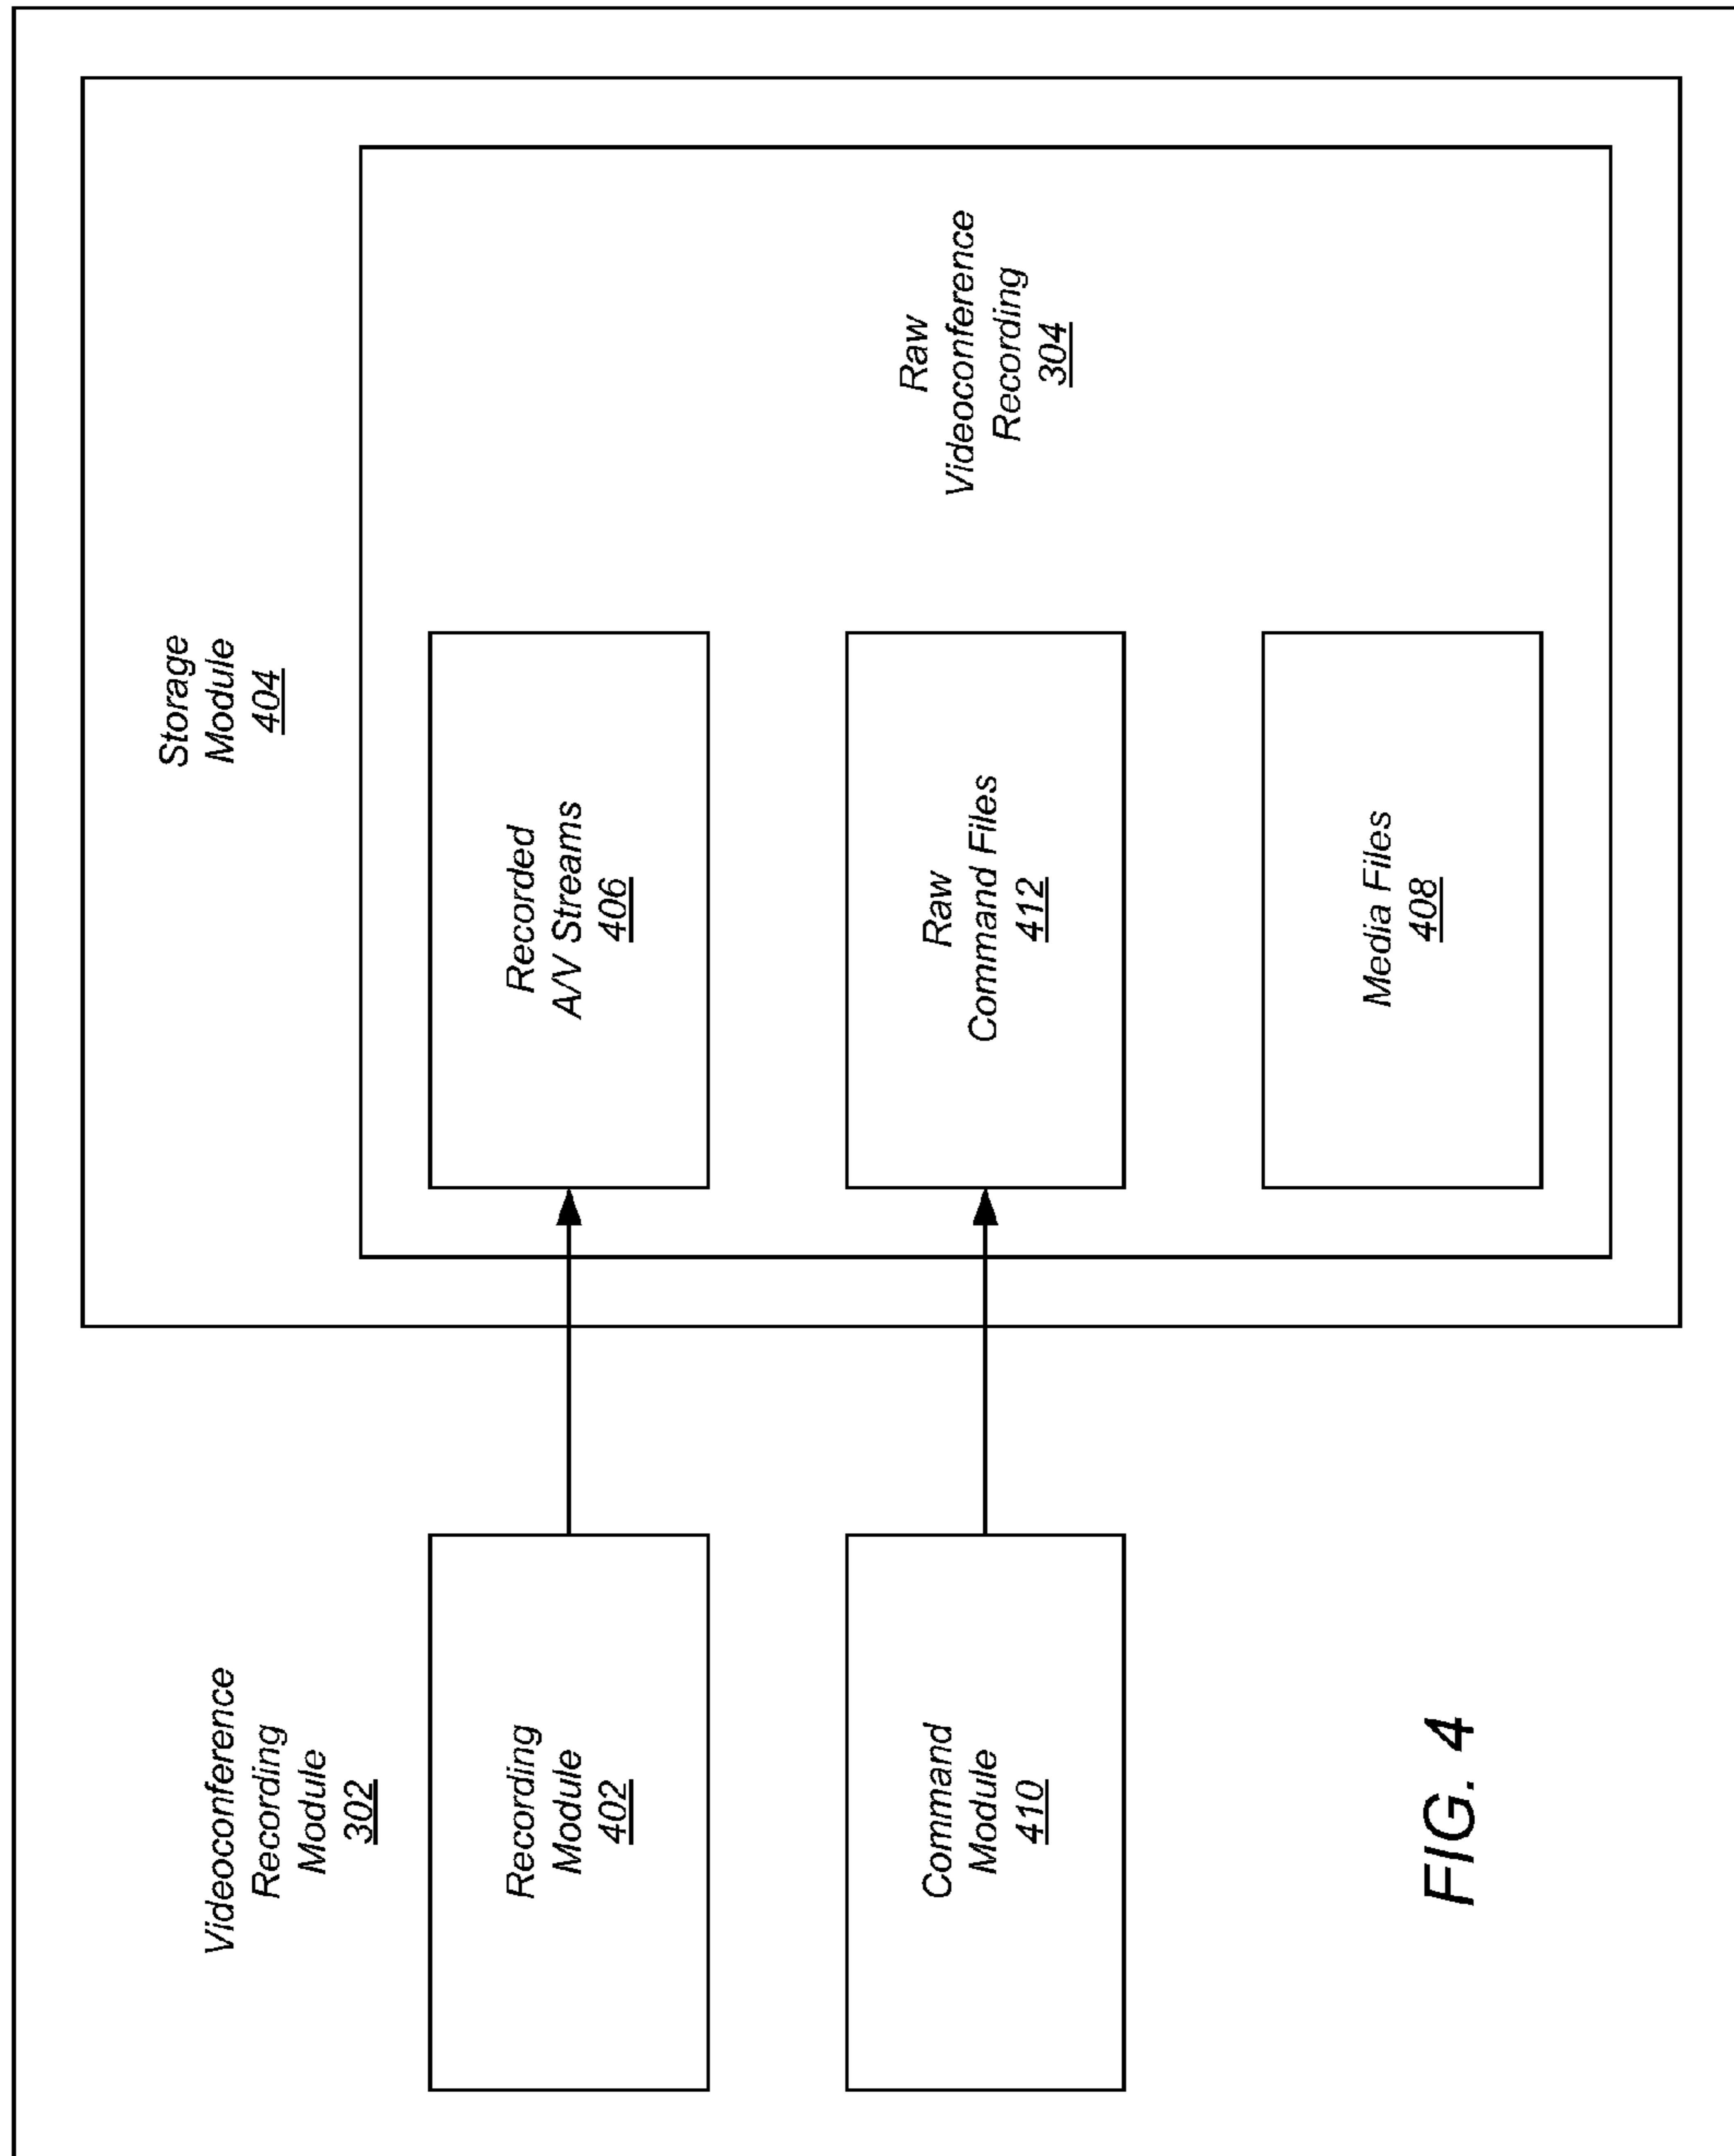 Videoconference
Recording
Module
302
Storage
Module
404
Recording
Module
402
Recorded
A/V Streams
406
Command
Module
410
Raw
Command Files
412
Raw
Videoconference
Recording
304
Media Files
408
FIG. 4